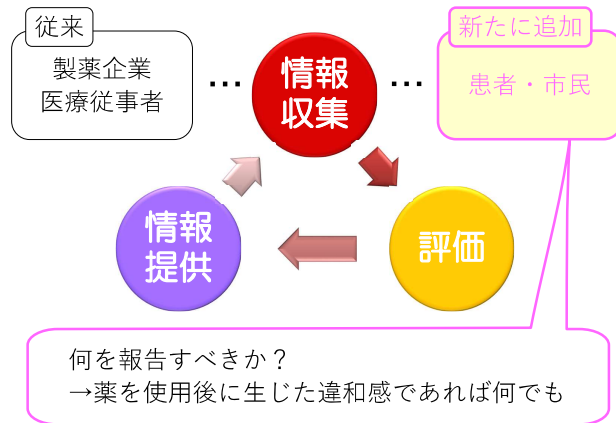 従来
製薬企業
医療従事者
…
情報
収集
…
新たに追加
患者・市民
情報
提供
評価
何を報告すべきか？
→薬を使用後に生じた違和感であれば何でも